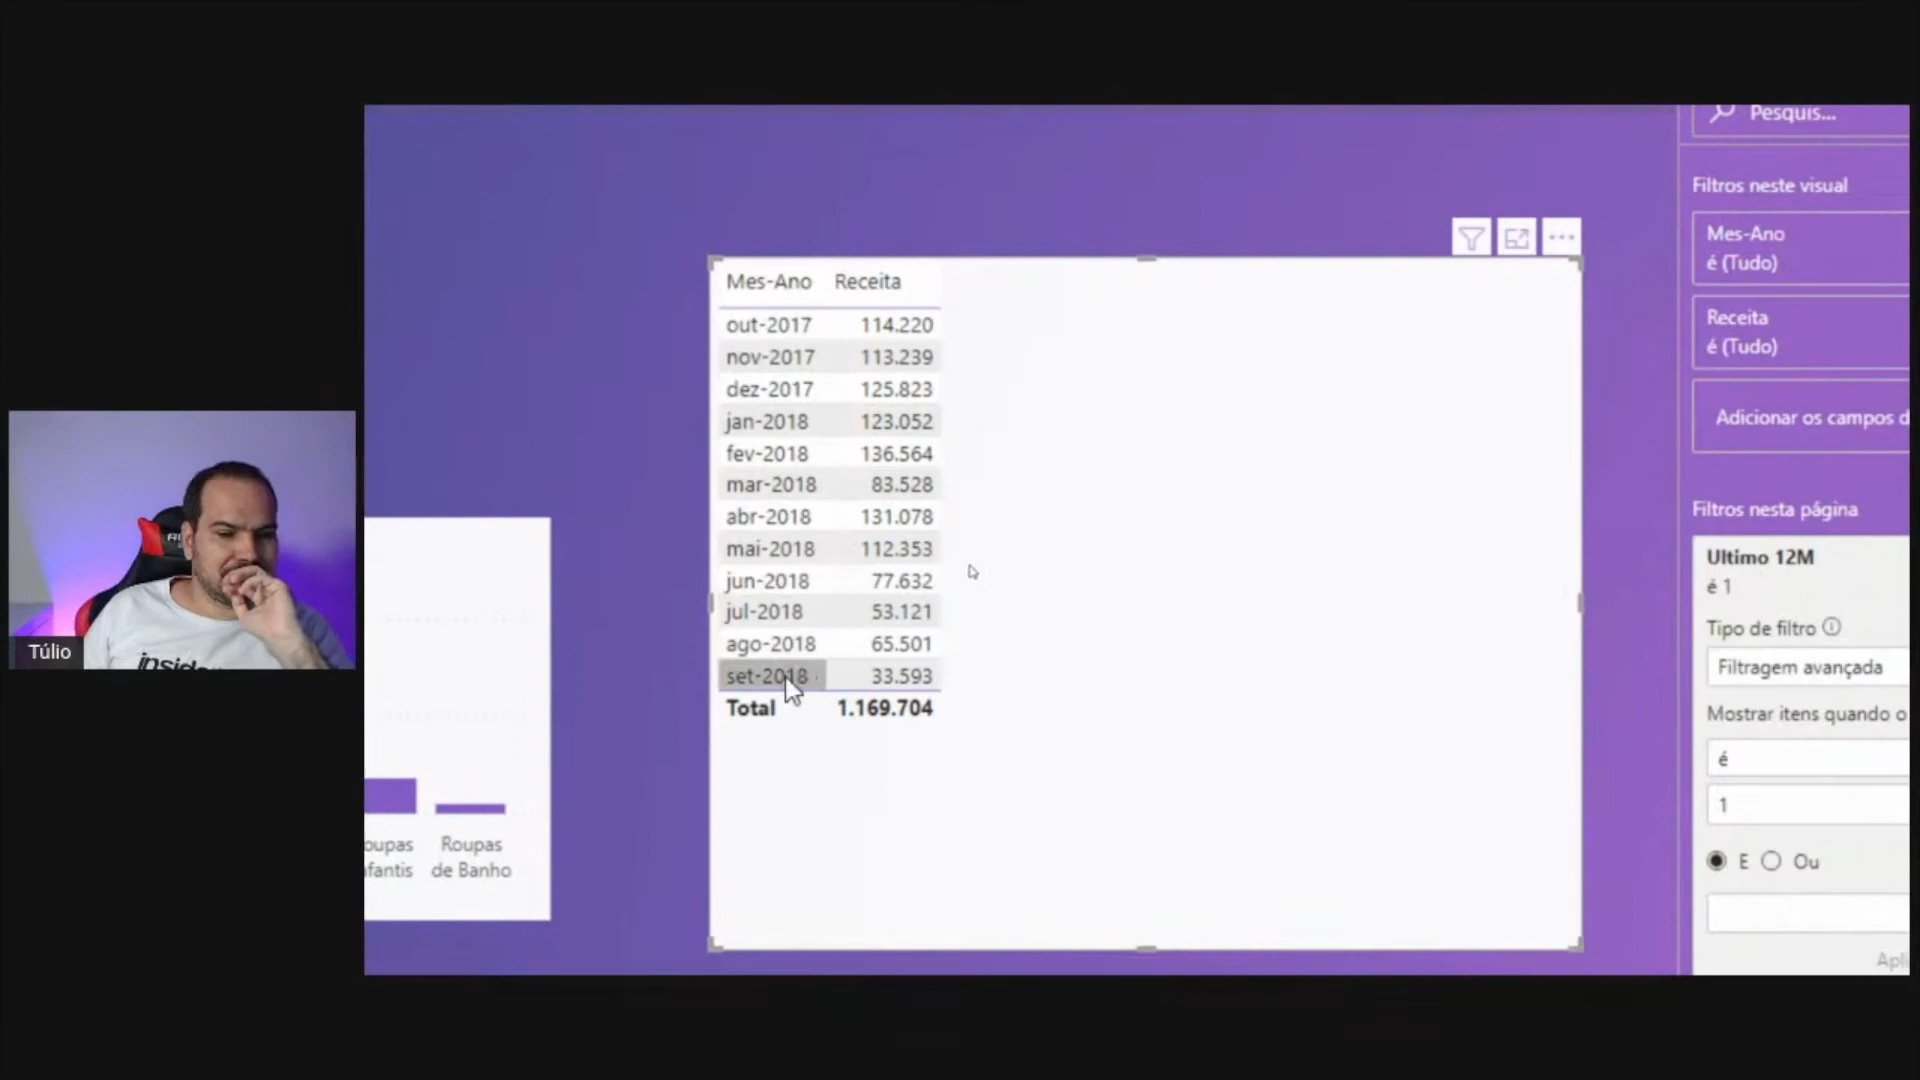 Pesquis...
Filtros neste visual
Mes-Ano
é (Tudo)
Receita
é (Tudo)
Adicionar os campos d
Filtros nesta página
Ultimo 12M
é 1
Tipo de filtro
Filtragem avançada
Mostrar itens quando o
é
1
E Ou
Apl
Mes-Ano Receita
out-2017 114.220
nov-2017 113.239
dez-2017 125.823
jan-2018 123.052
fev-2018 136.564
mar-2018 83.528
abr-2018 131.078
mai-2018 112.353
jun-2018 77.632
jul-2018 53.121
ago-2018 65.501
set-2018 33.593
Total 1.169.704
oupas Roupas
nfantis de Banho
Túlio